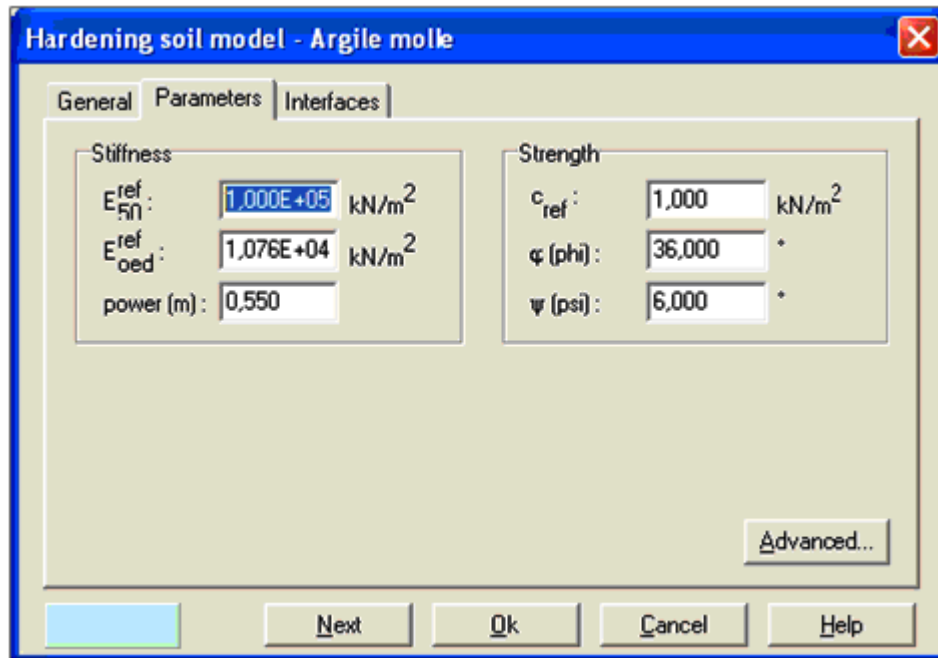 Hardening soil model - Argile molle
General Parameters Interfaces
Stiffness
E50ref : 1,000E+05 kN/m2
Eoedref : 1,076E+04 kN/m2
power (m) : 0,550
Strength
cref : 1,000 kN/m2
φ (phi) : 36,000 °
ψ (psi) : 6,000 °
Advanced...
Next Ok Cancel Help